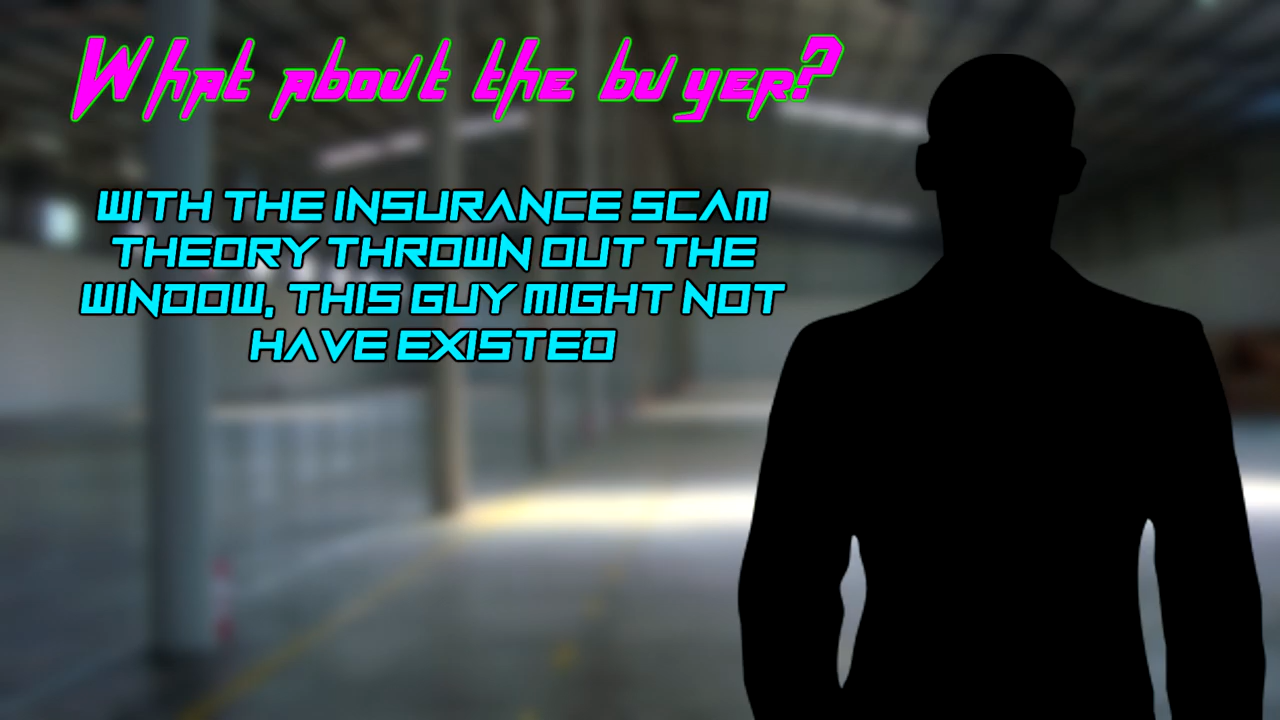 What about the buyer?
WITH THE INSURANCE SCAM
THEORY THROWN OUT THE
WINDOW, THIS GUY MIGHT NOT
HAVE EXISTED